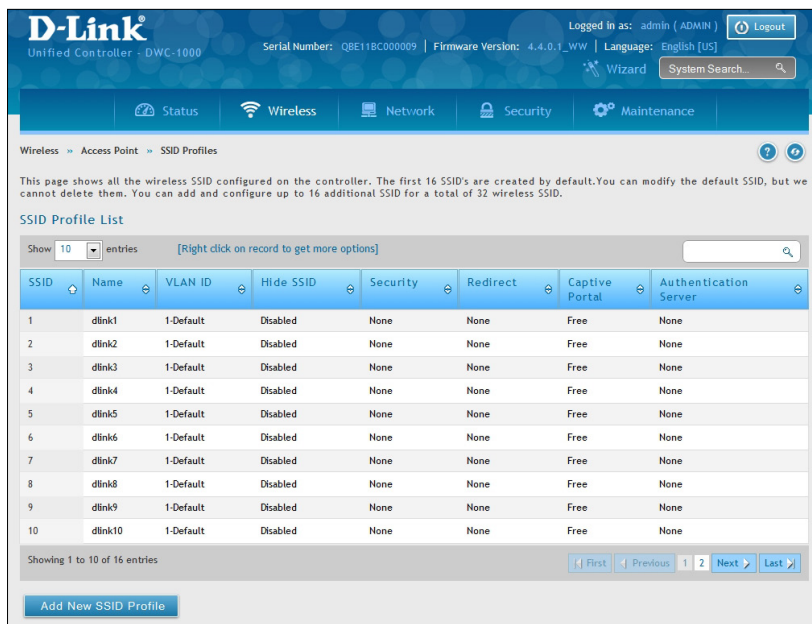 D-Link®
Unified Controller - DWC-1000
Logged in as: admin ( ADMIN ) Logout
Serial Number: QBE11BC000009 | Firmware Version: 4.4.0.1_WW | Language: English [US]
Wizard System Search...
Status Wireless Network Security Maintenance
Wireless » Access Point » SSID Profiles
This page shows all the wireless SSID configured on the controller. The first 16 SSID's are created by default.You can modify the default SSID, but we
cannot delete them. You can add and configure up to 16 additional SSID for a total of 32 wireless SSID.
SSID Profile List
Show 10 entries [Right click on record to get more options]
SSID Name VLAN ID Hide SSID Security Redirect Captive Portal Authentication Server
1 dlink1 1-Default Disabled None None Free None
2 dlink2 1-Default Disabled None None Free None
3 dlink3 1-Default Disabled None None Free None
4 dlink4 1-Default Disabled None None Free None
5 dlink5 1-Default Disabled None None Free None
6 dlink6 1-Default Disabled None None Free None
7 dlink7 1-Default Disabled None None Free None
8 dlink8 1-Default Disabled None None Free None
9 dlink9 1-Default Disabled None None Free None
10 dlink10 1-Default Disabled None None Free None
Showing 1 to 10 of 16 entries First Previous 1 2 Next Last
Add New SSID Profile